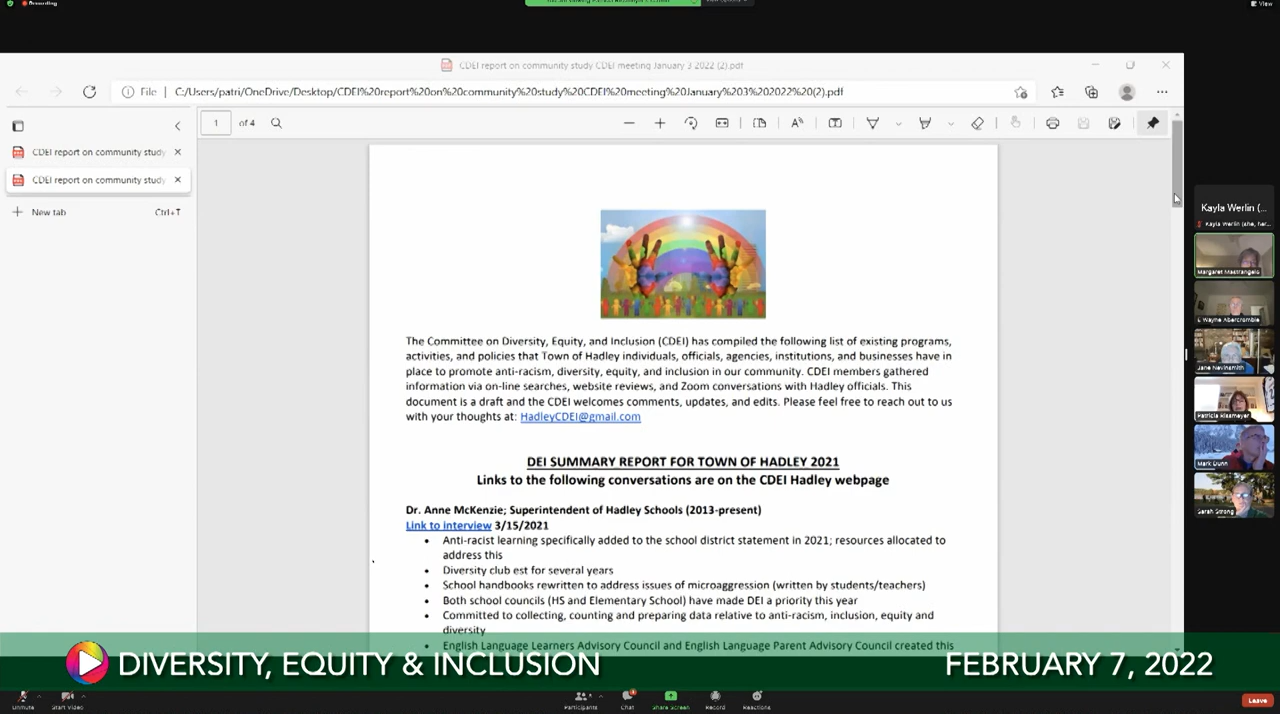 Recording
View
CDEI report on community study CDEI meeting January 3 2022 (2).pdf
File | C:/Users/patri/OneDrive/Desktop/CDEI%20report%20on%20community%20study%20CDEI%20meeting%20January%203%202022%20(2).pdf
1 of 4
CDEI report on community study
CDEI report on community study
New tab Ctrl+T
The Committee on Diversity, Equity, and Inclusion (CDEI) has compiled the following list of existing programs,
activities, and policies that Town of Hadley individuals, officials, agencies, institutions, and businesses have in
place to promote anti-racism, diversity, equity, and inclusion in our community. CDEI members gathered
information via on-line searches, website reviews, and Zoom conversations with Hadley officials. This
document is a draft and the CDEI welcomes comments, updates, and edits. Please feel free to reach out to us
with your thoughts at: HadleyCDEI@gmail.com
DEI SUMMARY REPORT FOR TOWN OF HADLEY 2021
Links to the following conversations are on the CDEI Hadley webpage
Dr. Anne McKenzie; Superintendent of Hadley Schools (2013-present)
Link to interview 3/15/2021
• Anti-racist learning specifically added to the school district statement in 2021; resources allocated to
address this
• Diversity club est for several years
• School handbooks rewritten to address issues of microaggression (written by students/teachers)
• Both school councils (HS and Elementary School) have made DEI a priority this year
• Committed to collecting, counting and preparing data relative to anti-racism, inclusion, equity and
diversity
• English Language Learners Advisory Council and English Language Parent Advisory Council created this
Kayla Werlin (...
Kayla Werlin (she, her...
Margaret Mastrangelo
E Wayne Abercrombie
Jane Nevinsmith
Patricia Rissmeyer
Mark Dunn
Sarah Strong
DIVERSITY, EQUITY & INCLUSION
FEBRUARY 7, 2022
Unmute
Start Video
Participants
Chat
Share Screen
Record
Reactions
Leave